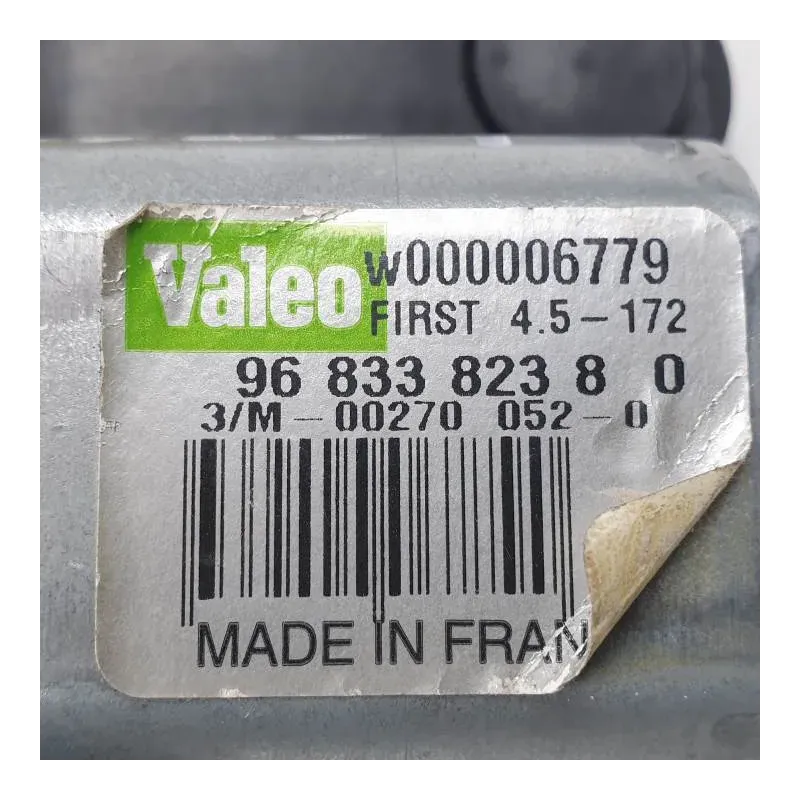 Valeo
W000006779
FIRST 4.5-172
96 833 823 8 0
3/M-00270 052-0
MADE IN FRAN